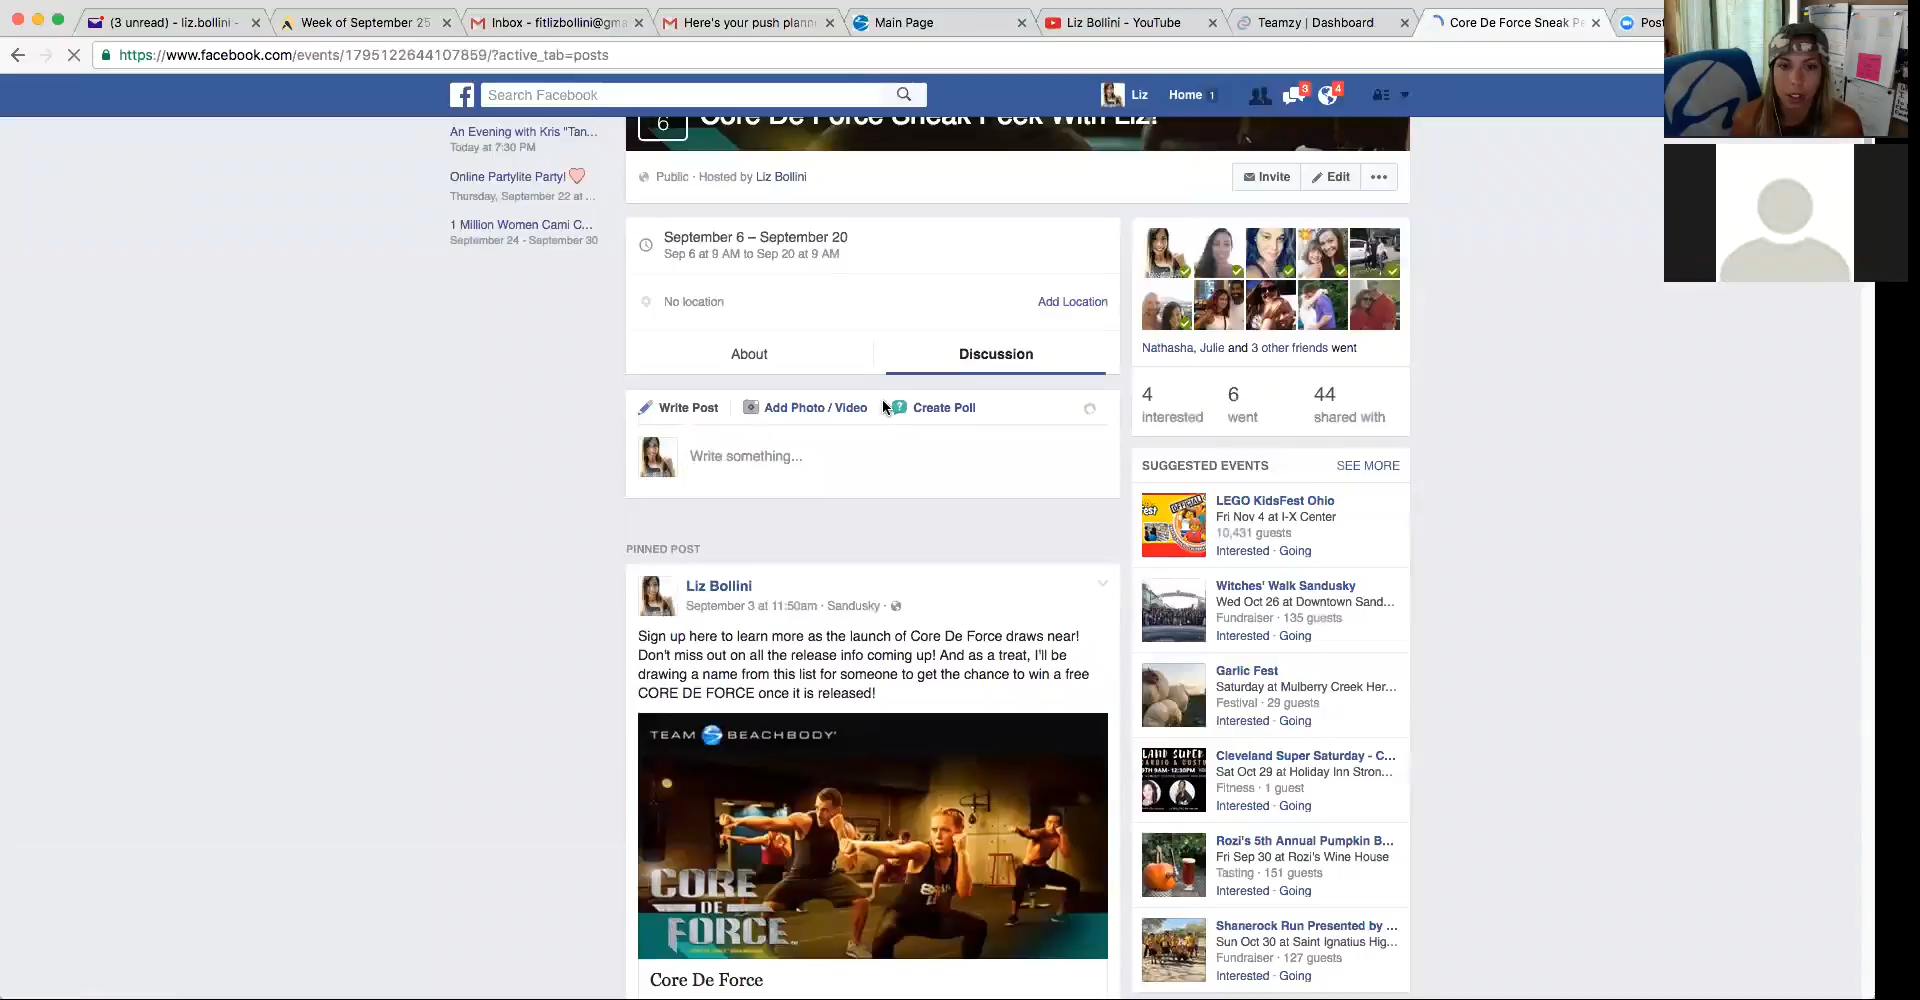 (3 unread) - liz.bollini -
Week of September 25
Inbox - fitlizbollini@gma
Here's your push plann
Main Page
Liz Bollini - YouTube
Teamzy | Dashboard
Core De Force Sneak Pe
Post
https://www.facebook.com/events/1795122644107859/?active_tab=posts
Search Facebook
Liz
Home 1
3
4
An Evening with Kris "Tan...
Today at 7:30 PM
Online Partylite Party!
Thursday, September 22 at ...
1 Million Women Cami C...
September 24 - September 30
6
Core De Force Sneak Peek With Liz!
Public · Hosted by Liz Bollini
Invite
Edit
September 6 – September 20
Sep 6 at 9 AM to Sep 20 at 9 AM
No location
Add Location
About
Discussion
Write Post
Add Photo / Video
Create Poll
Write something...
PINNED POST
Liz Bollini
September 3 at 11:50am · Sandusky ·
Sign up here to learn more as the launch of Core De Force draws near!
Don't miss out on all the release info coming up! And as a treat, I'll be
drawing a name from this list for someone to get the chance to win a free
CORE DE FORCE once it is released!
TEAM BEACHBODY
CORE
DE
FORCE
Core De Force
Nathasha, Julie and 3 other friends went
4
interested
6
went
44
shared with
SUGGESTED EVENTS
SEE MORE
LEGO KidsFest Ohio
Fri Nov 4 at I-X Center
10,431 guests
Interested · Going
Witches' Walk Sandusky
Wed Oct 26 at Downtown Sand...
Fundraiser · 135 guests
Interested · Going
Garlic Fest
Saturday at Mulberry Creek Her...
Festival · 29 guests
Interested · Going
Cleveland Super Saturday - C...
Sat Oct 29 at Holiday Inn Stron...
Fitness · 1 guest
Interested · Going
Rozi's 5th Annual Pumpkin B...
Fri Sep 30 at Rozi's Wine House
Tasting · 151 guests
Interested · Going
Shanerock Run Presented by ...
Sun Oct 30 at Saint Ignatius Hig...
Fundraiser · 127 guests
Interested · Going